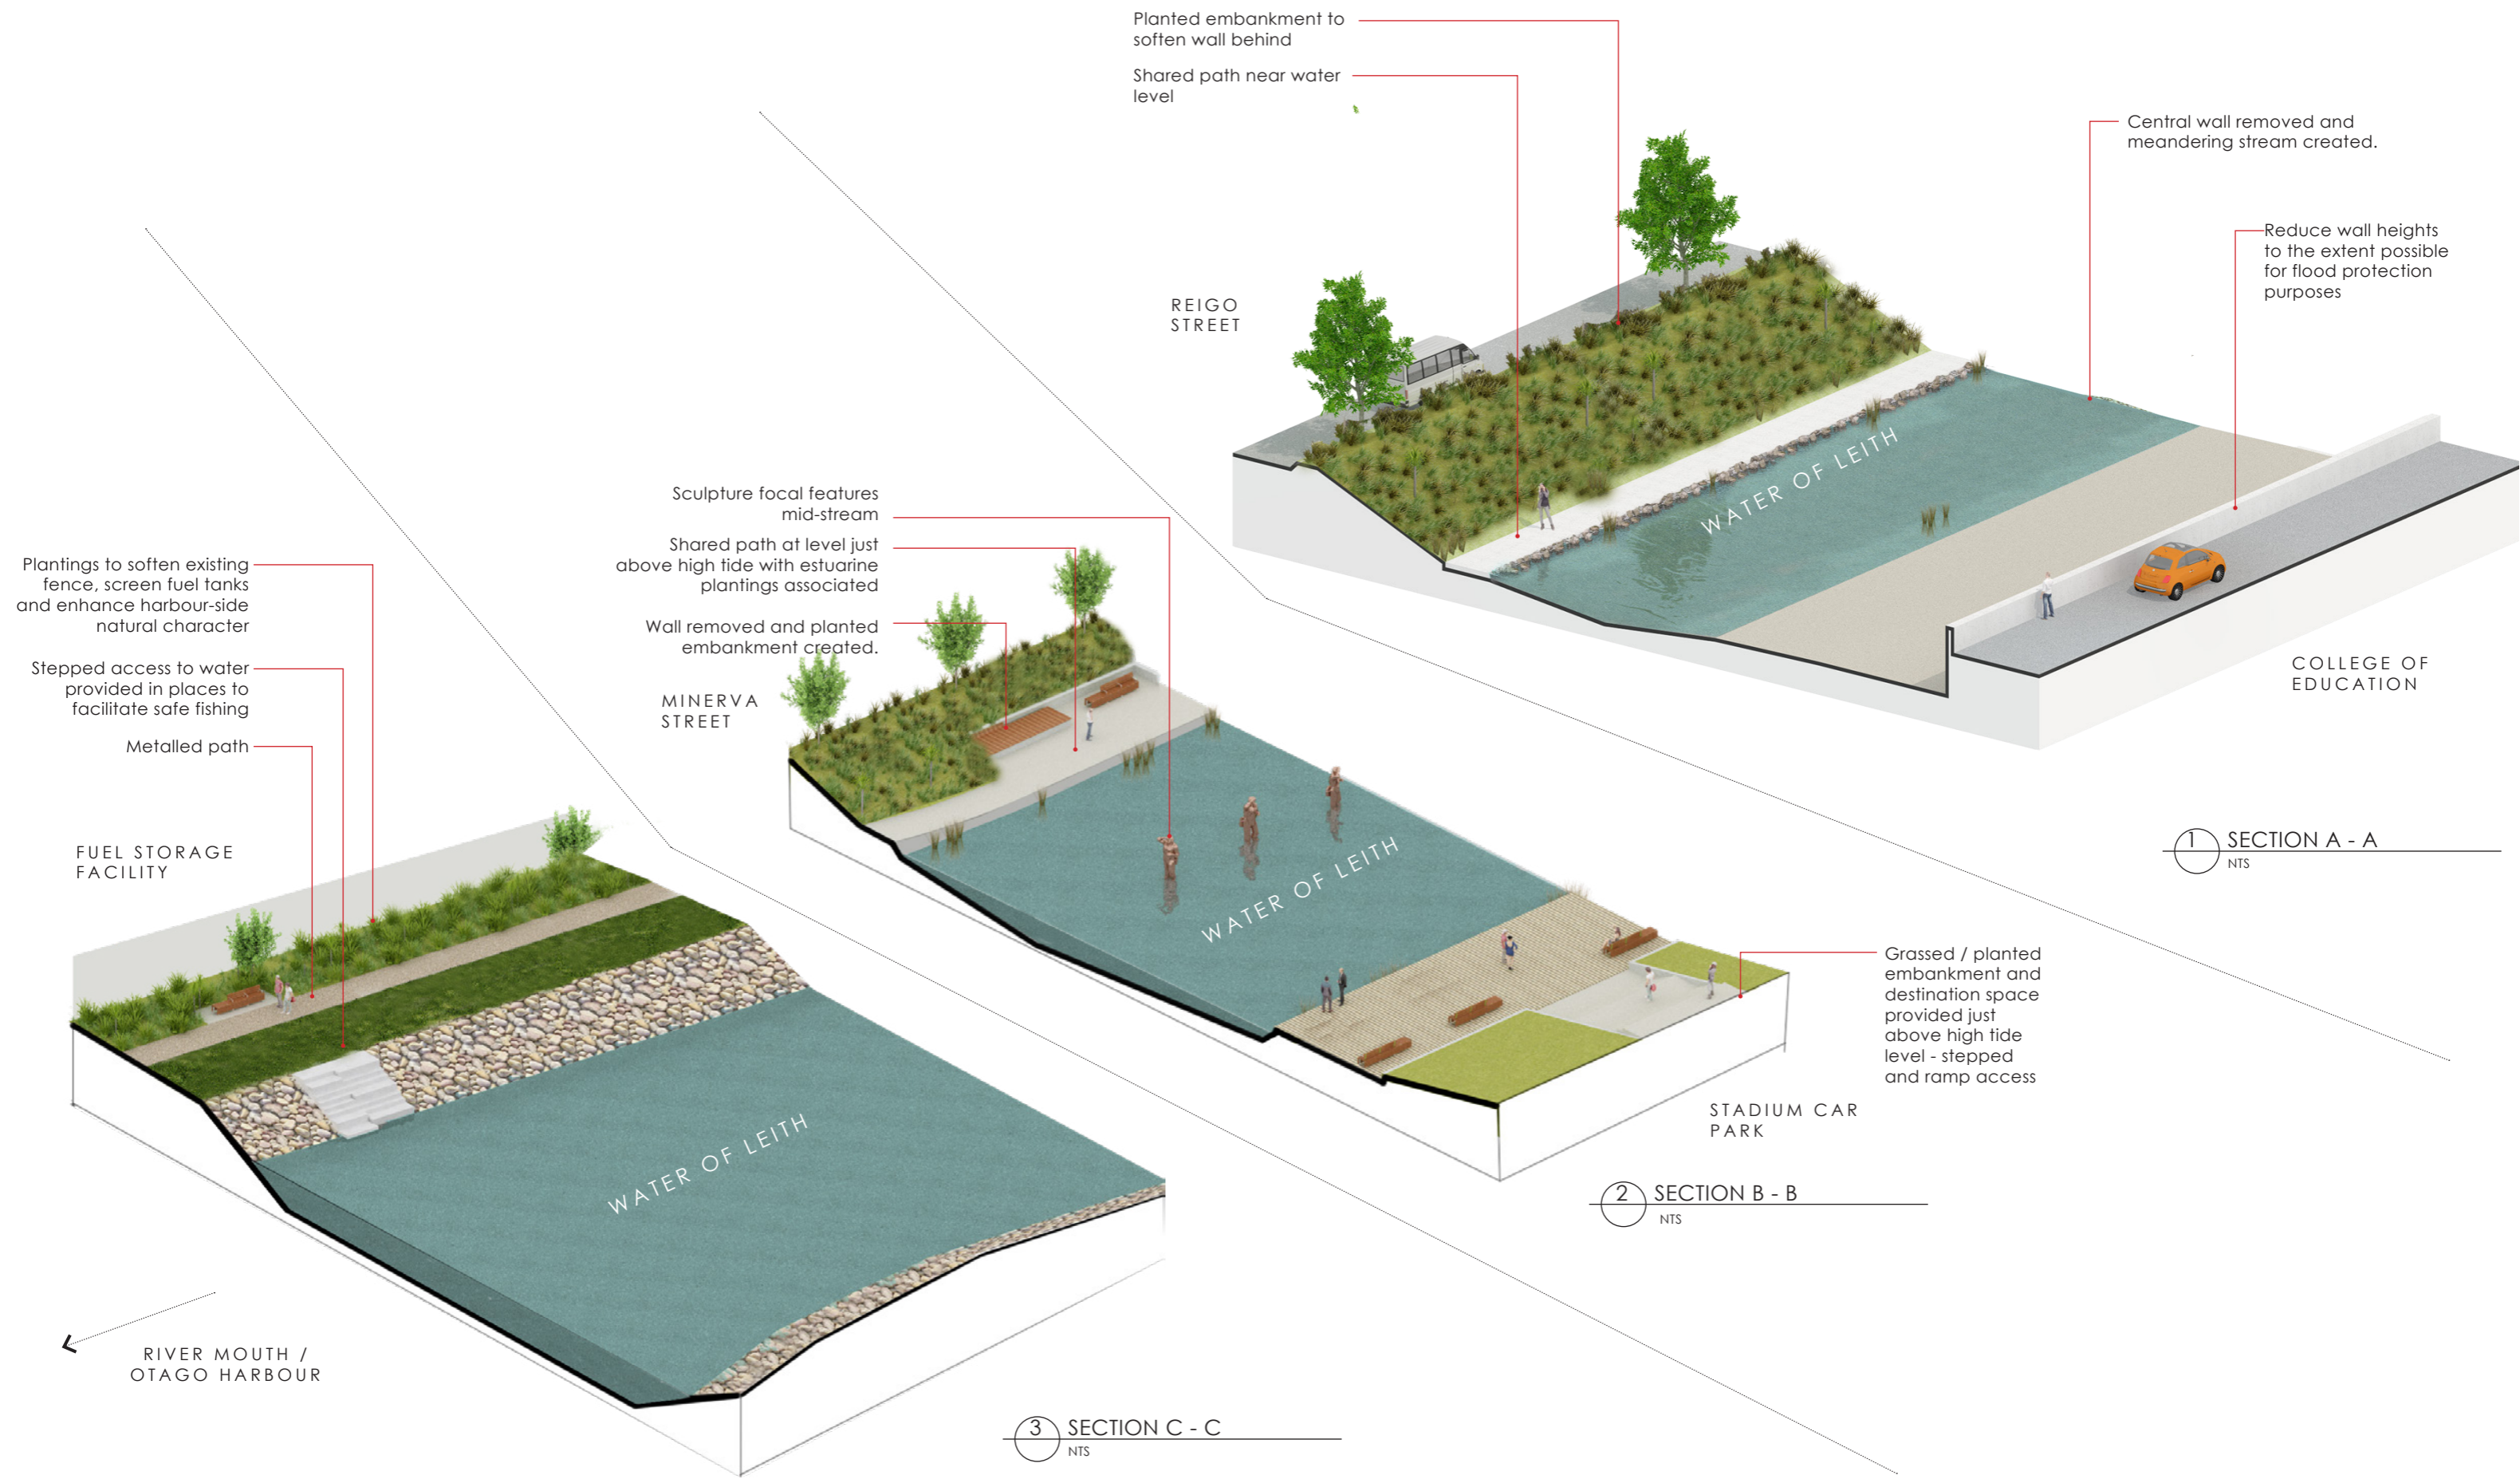 Planted embankment to
soften wall behind
Shared path near water
level
Central wall removed and
meandering stream created.
Reduce wall heights
to the extent possible
for flood protection
purposes
REIGO
STREET
WATER OF LEITH
COLLEGE OF
EDUCATION
1 SECTION A - A
NTS
Sculpture focal features
mid-stream
Shared path at level just
above high tide with estuarine
plantings associated
Wall removed and planted
embankment created.
MINERVA
STREET
WATER OF LEITH
Grassed / planted
embankment and
destination space
provided just
above high tide
level - stepped
and ramp access
STADIUM CAR
PARK
2 SECTION B - B
NTS
Plantings to soften existing
fence, screen fuel tanks
and enhance harbour-side
natural character
Stepped access to water
provided in places to
facilitate safe fishing
Metalled path
FUEL STORAGE
FACILITY
WATER OF LEITH
RIVER MOUTH /
OTAGO HARBOUR
3 SECTION C - C
NTS